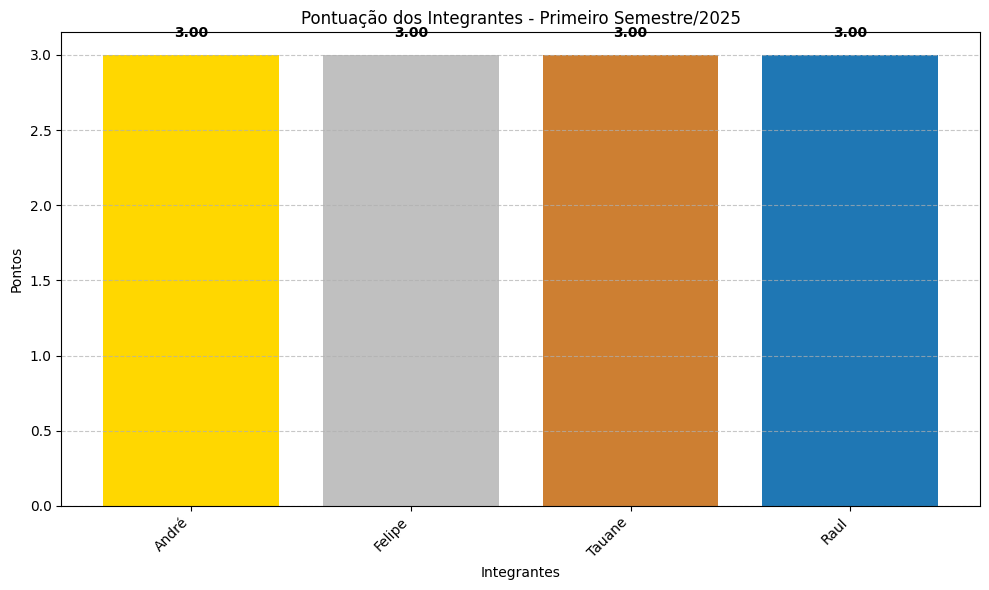 Pontuação dos Integrantes - Primeiro Semestre/2025
3.00 3.00 3.00 3.00
3.0
2.5
2.0
1.5
1.0
0.5
0.0
Pontos
André Felipe Tauane Raul
Integrantes